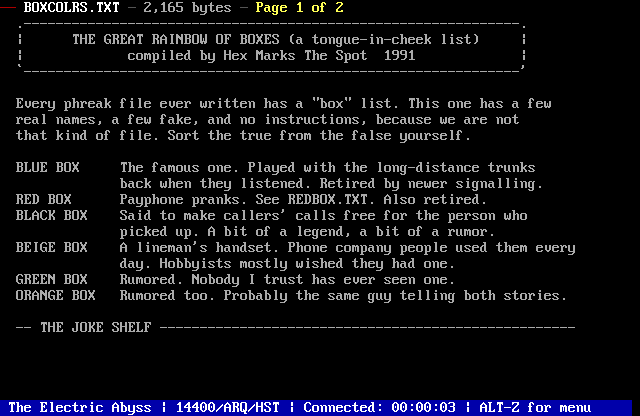 ── BOXCOLRS.TXT ─ 2,165 bytes ─ Page 1 of 2
.-------------------------------------------------------------.
¦      THE GREAT RAINBOW OF BOXES (a tongue-in-cheek list)     ¦
¦             compiled by Hex Marks The Spot  1991             ¦
`-------------------------------------------------------------'
Every phreak file ever written has a "box" list. This one has a few
real names, a few fake, and no instructions, because we are not
that kind of file. Sort the true from the false yourself.
BLUE BOX     The famous one. Played with the long-distance trunks
back when they listened. Retired by newer signalling.
RED BOX      Payphone pranks. See REDBOX.TXT. Also retired.
BLACK BOX    Said to make callers' calls free for the person who
picked up. A bit of a legend, a bit of a rumor.
BEIGE BOX    A lineman's handset. Phone company people used them every
day. Hobbyists mostly wished they had one.
GREEN BOX    Rumored. Nobody I trust has ever seen one.
ORANGE BOX   Rumored too. Probably the same guy telling both stories.
-- THE JOKE SHELF ----------------------------------------------------
The Electric Abyss ¦ 14400/ARQ/HST ¦ Connected: 00:00:03 ¦ ALT-Z for menu